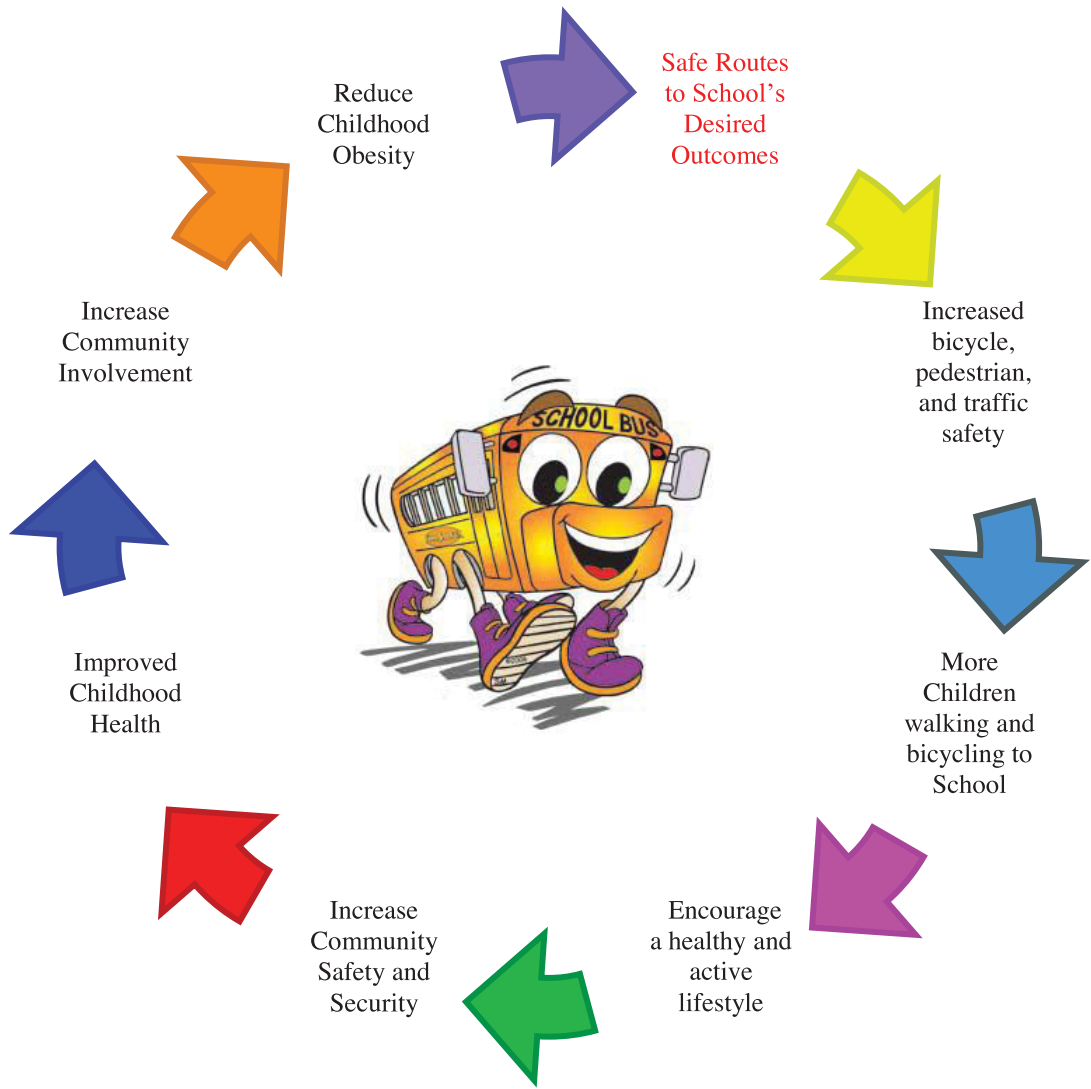 Safe Routes
to School's
Desired
Outcomes
Increased
bicycle,
pedestrian,
and traffic
safety
More
Children
walking and
bicycling to
School
Encourage
a healthy and
active
lifestyle
Increase
Community
Safety and
Security
Improved
Childhood
Health
Increase
Community
Involvement
Reduce
Childhood
Obesity
SCHOOL BUS